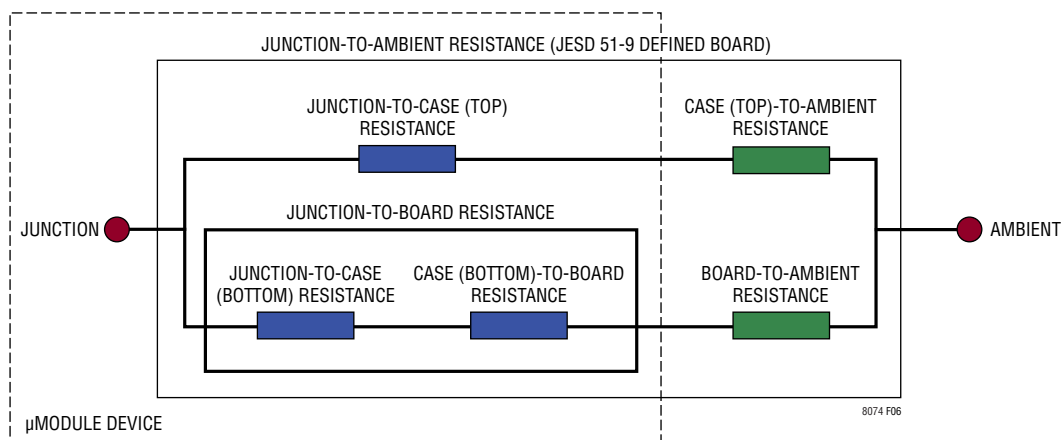 JUNCTION-TO-AMBIENT RESISTANCE (JESD 51-9 DEFINED BOARD)
JUNCTION-TO-CASE (TOP)
RESISTANCE
CASE (TOP)-TO-AMBIENT
RESISTANCE
JUNCTION-TO-BOARD RESISTANCE
JUNCTION
AMBIENT
JUNCTION-TO-CASE
(BOTTOM) RESISTANCE
CASE (BOTTOM)-TO-BOARD
RESISTANCE
BOARD-TO-AMBIENT
RESISTANCE
8074 F06
µMODULE DEVICE